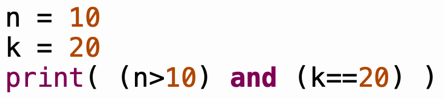 n = 10
k = 20
print( (n>10) and (k==20) )